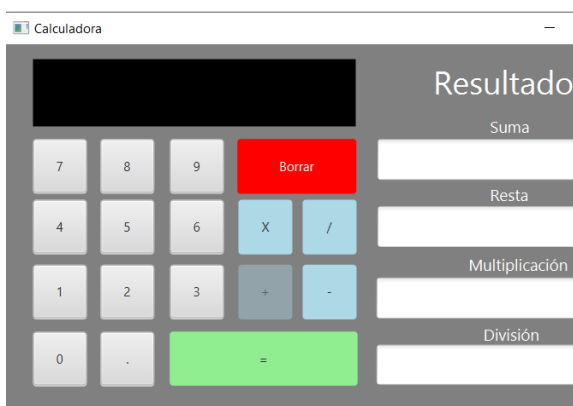 Calculadora
Resultado
Suma
7 8 9 Borrar
Resta
4 5 6 X /
Multiplicación
1 2 3 + -
División
0 . =